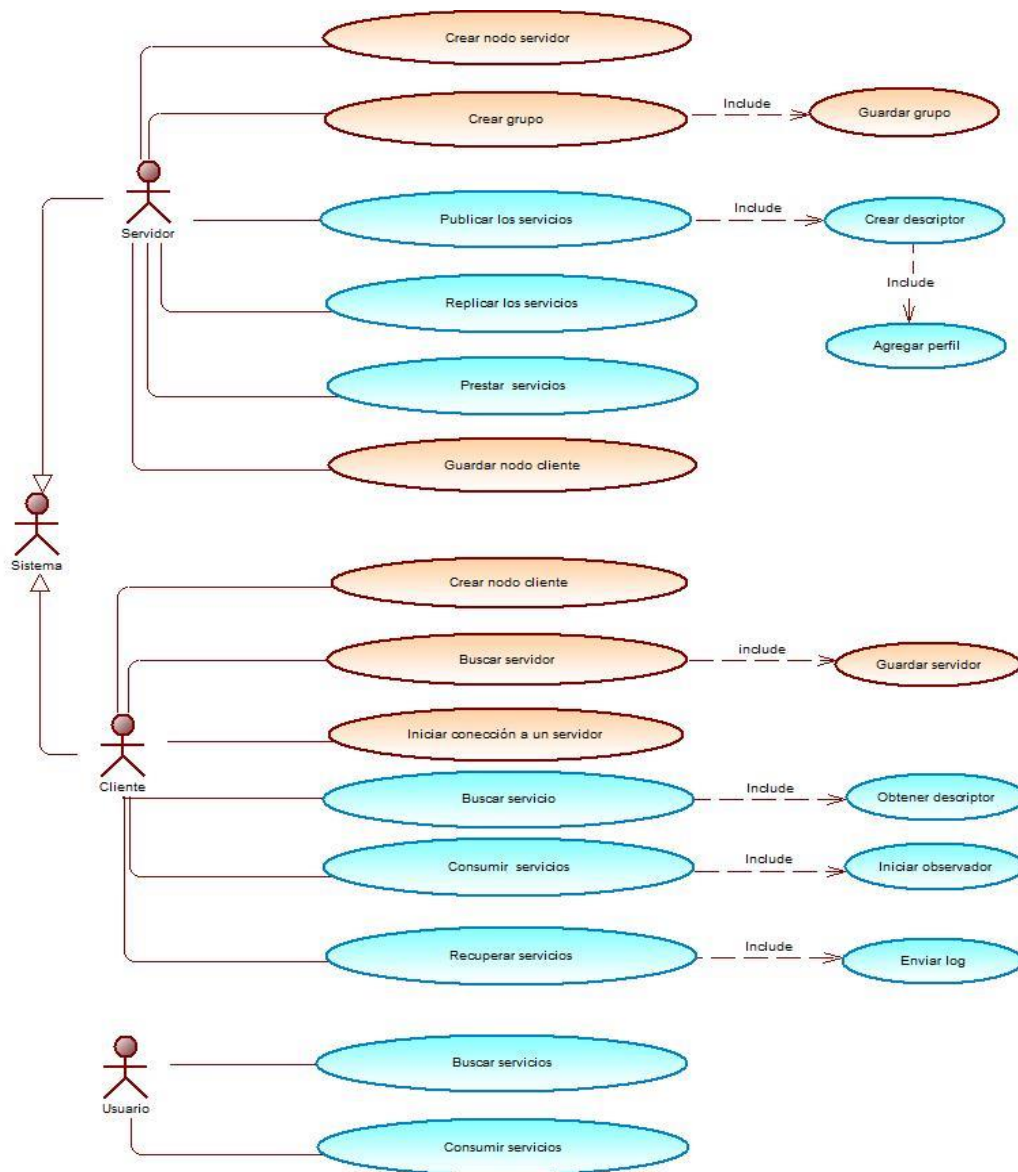 Crear nodo servidor
Crear grupo
Include
Guardar grupo
Servidor
Publicar los servicios
Include
Crear descriptor
Include
Replicar los servicios
Agregar perfil
Prestar servicios
Guardar nodo cliente
Sistema
Crear nodo cliente
Buscar servidor
include
Guardar servidor
Iniciar conección a un servidor
Cliente
Buscar servicio
Include
Obtener descriptor
Consumir servicios
Include
Iniciar observador
Recuperar servicios
Include
Enviar log
Usuario
Buscar servicios
Consumir servicios